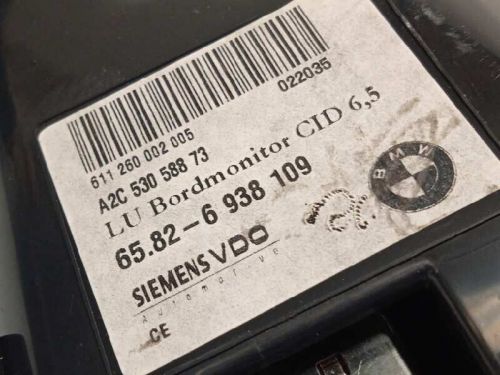 022035
611 260 002 005
A2C 530 588 73
LU Bordmonitor CID 6,5
65.82-6 938 109
BMW
SIEMENS VDO
Automotive
CE